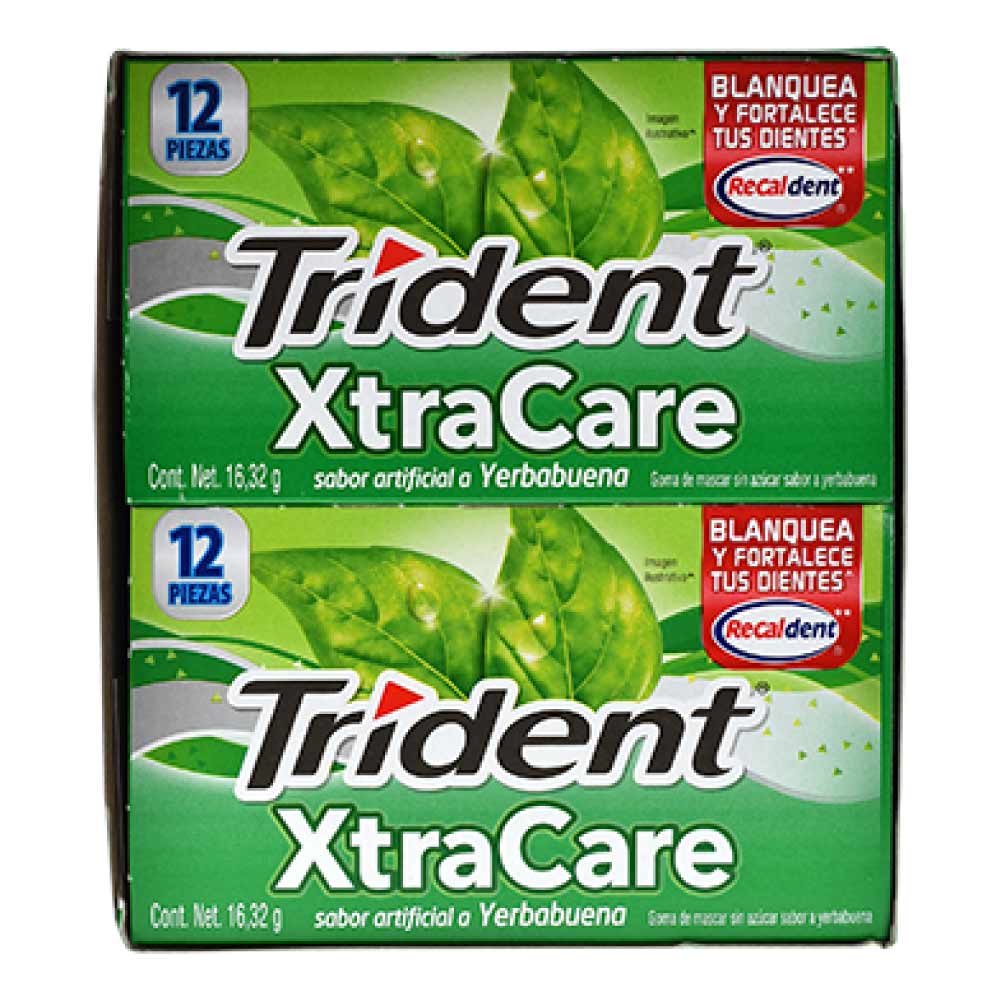 12
PIEZAS
Imagen
ilustrativa**
BLANQUEA
Y FORTALECE
TUS DIENTES*
Recaldent**
®
Trident®
XtraCare
Cont. Net. 16,32 g
sabor artificial a Yerbabuena
Goma de mascar sin azúcar sabor a yerbabuena
12
PIEZAS
Imagen
ilustrativa**
BLANQUEA
Y FORTALECE
TUS DIENTES*
Recaldent**
®
Trident®
XtraCare
Cont. Net. 16,32 g
sabor artificial a Yerbabuena
Goma de mascar sin azúcar sabor a yerbabuena